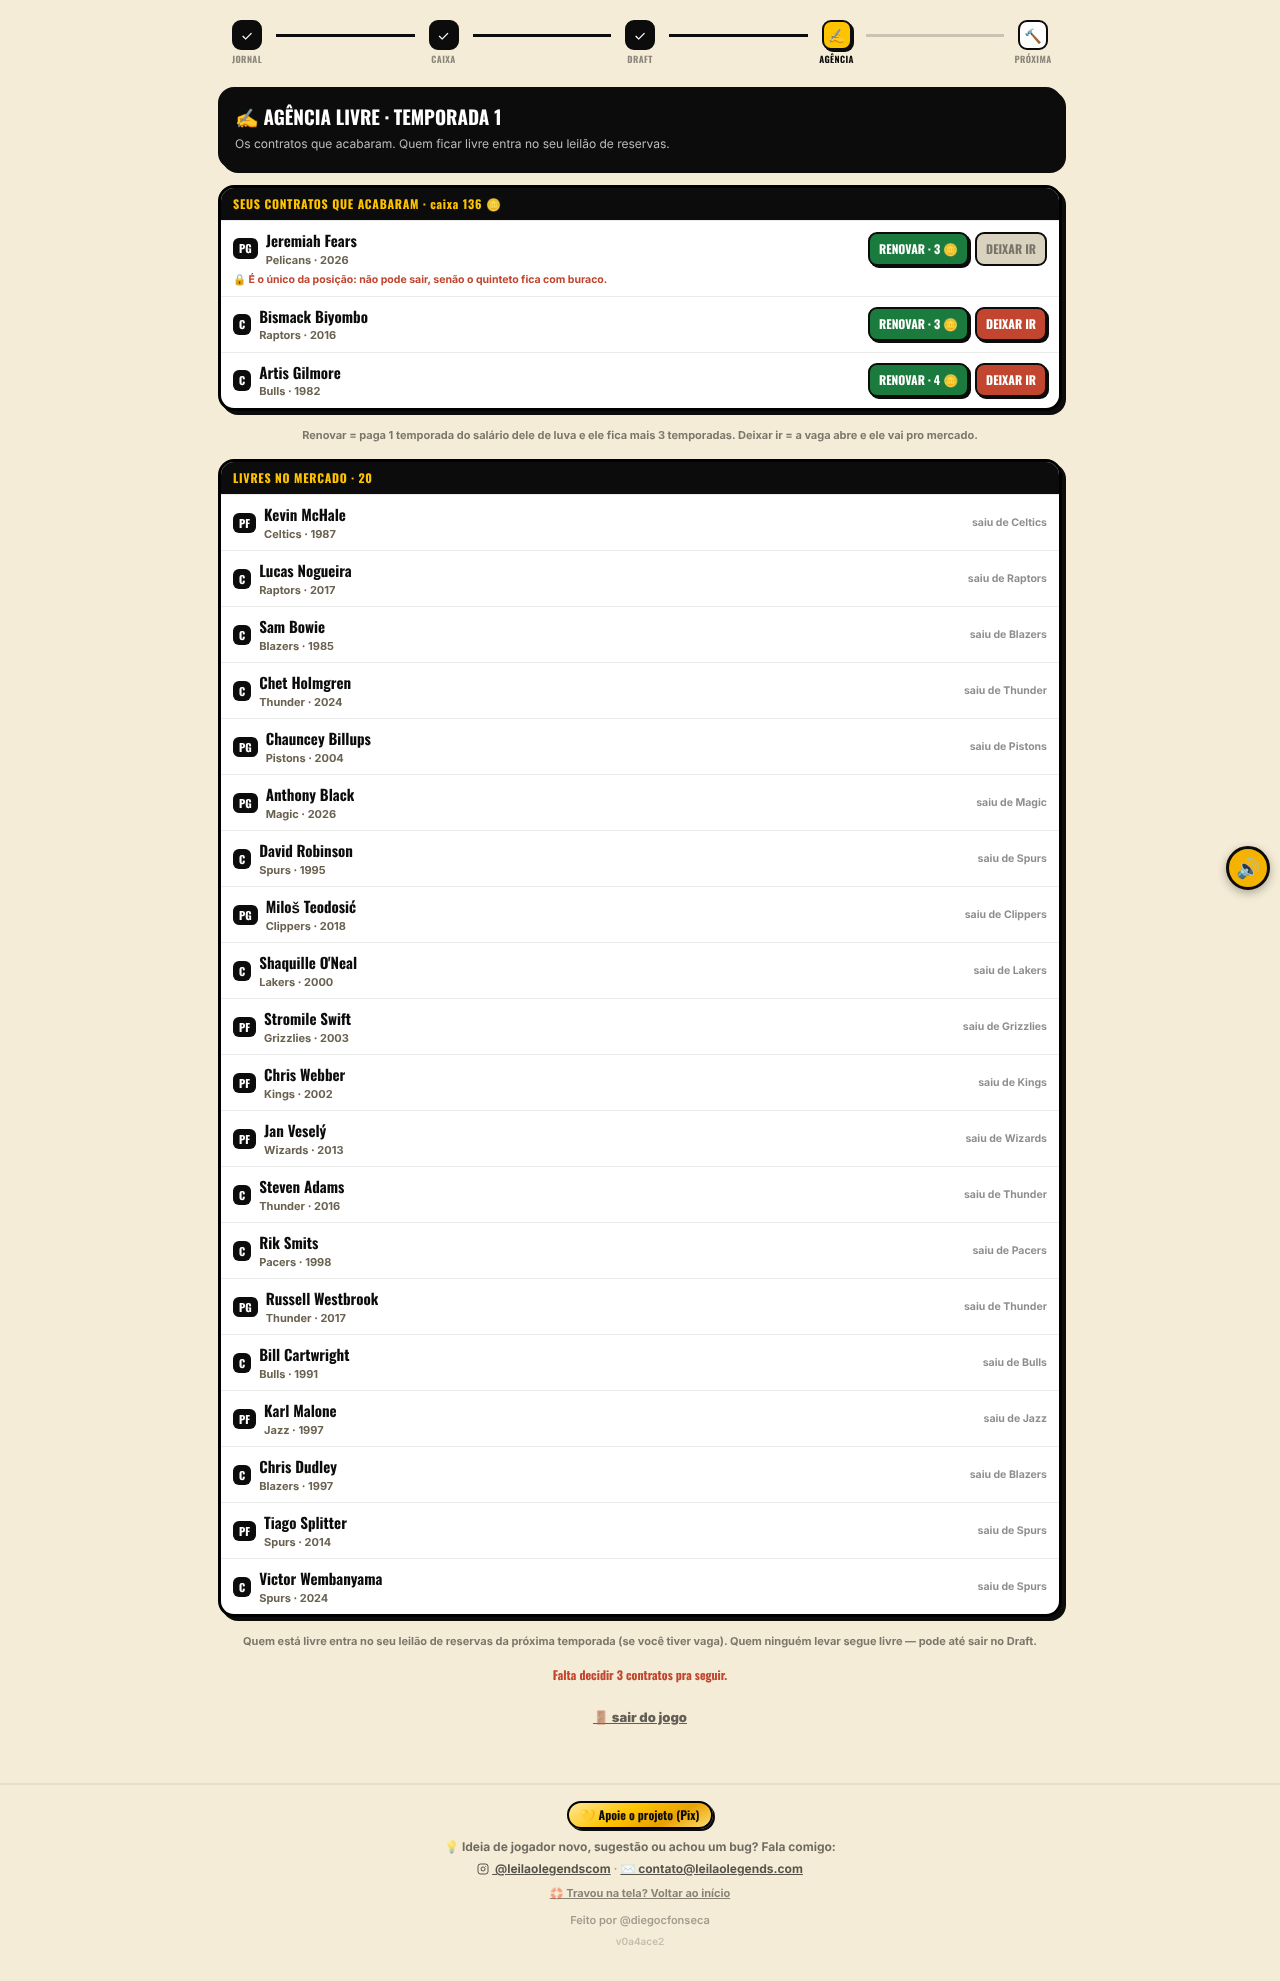 JORNAL
CAIXA
DRAFT
AGÊNCIA
PRÓXIMA
✍️ AGÊNCIA LIVRE · TEMPORADA 1
Os contratos que acabaram. Quem ficar livre entra no seu leilão de reservas.
SEUS CONTRATOS QUE ACABARAM · caixa 136 🪙
PG Jeremiah Fears RENOVAR · 3 🪙 DEIXAR IR
Pelicans · 2026
🔒 É o único da posição: não pode sair, senão o quinteto fica com buraco.
C Bismack Biyombo RENOVAR · 3 🪙 DEIXAR IR
Raptors · 2016
C Artis Gilmore RENOVAR · 4 🪙 DEIXAR IR
Bulls · 1982
Renovar = paga 1 temporada do salário dele de luva e ele fica mais 3 temporadas. Deixar ir = a vaga abre e ele vai pro mercado.
LIVRES NO MERCADO · 20
PF Kevin McHale saiu de Celtics
Celtics · 1987
C Lucas Nogueira saiu de Raptors
Raptors · 2017
C Sam Bowie saiu de Blazers
Blazers · 1985
C Chet Holmgren saiu de Thunder
Thunder · 2024
PG Chauncey Billups saiu de Pistons
Pistons · 2004
PG Anthony Black saiu de Magic
Magic · 2026
C David Robinson saiu de Spurs
Spurs · 1995
PG Miloš Teodosić saiu de Clippers
Clippers · 2018
C Shaquille O'Neal saiu de Lakers
Lakers · 2000
PF Stromile Swift saiu de Grizzlies
Grizzlies · 2003
PF Chris Webber saiu de Kings
Kings · 2002
PF Jan Veselý saiu de Wizards
Wizards · 2013
C Steven Adams saiu de Thunder
Thunder · 2016
C Rik Smits saiu de Pacers
Pacers · 1998
PG Russell Westbrook saiu de Thunder
Thunder · 2017
C Bill Cartwright saiu de Bulls
Bulls · 1991
PF Karl Malone saiu de Jazz
Jazz · 1997
C Chris Dudley saiu de Blazers
Blazers · 1997
PF Tiago Splitter saiu de Spurs
Spurs · 2014
C Victor Wembanyama saiu de Spurs
Spurs · 2024
Quem está livre entra no seu leilão de reservas da próxima temporada (se você tiver vaga). Quem ninguém levar segue livre — pode até sair no Draft.
Falta decidir 3 contratos pra seguir.
🚪 sair do jogo
💛 Apoie o projeto (Pix)
💡 Ideia de jogador novo, sugestão ou achou um bug? Fala comigo:
@leilaolegendscom · ✉️ contato@leilaolegends.com
🛟 Travou na tela? Voltar ao início
Feito por @diegocfonseca
v0a4ace2